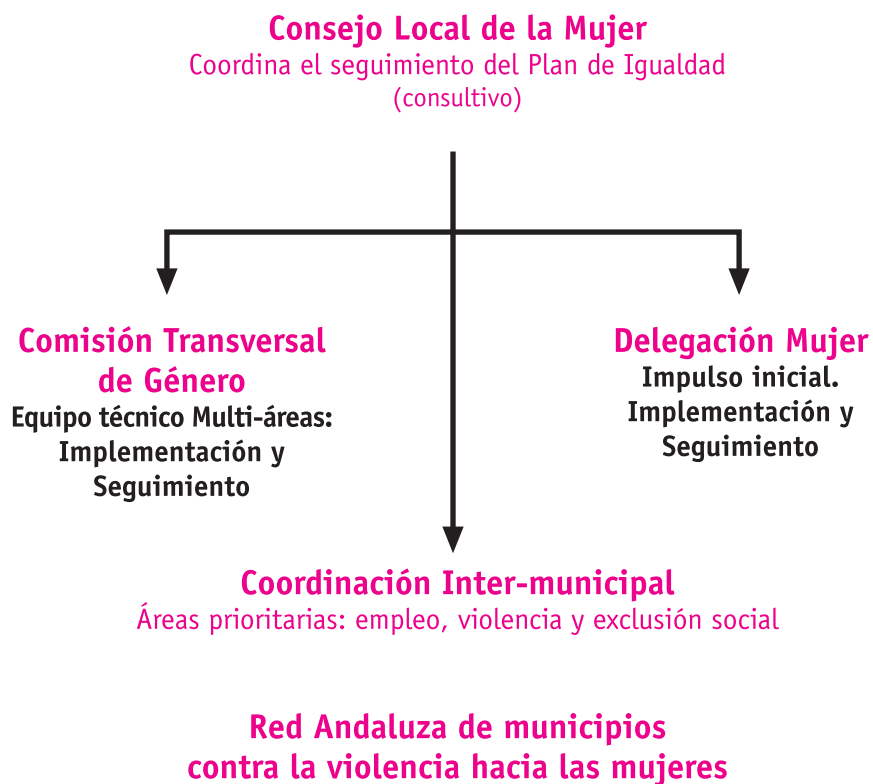 Consejo Local de la Mujer
Coordina el seguimiento del Plan de Igualdad
(consultivo)
Comisión Transversal
de Género
Equipo técnico Multi-áreas:
Implementación y
Seguimiento
Delegación Mujer
Impulso inicial.
Implementación y
Seguimiento
Coordinación Inter-municipal
Áreas prioritarias: empleo, violencia y exclusión social
Red Andaluza de municipios
contra la violencia hacia las mujeres